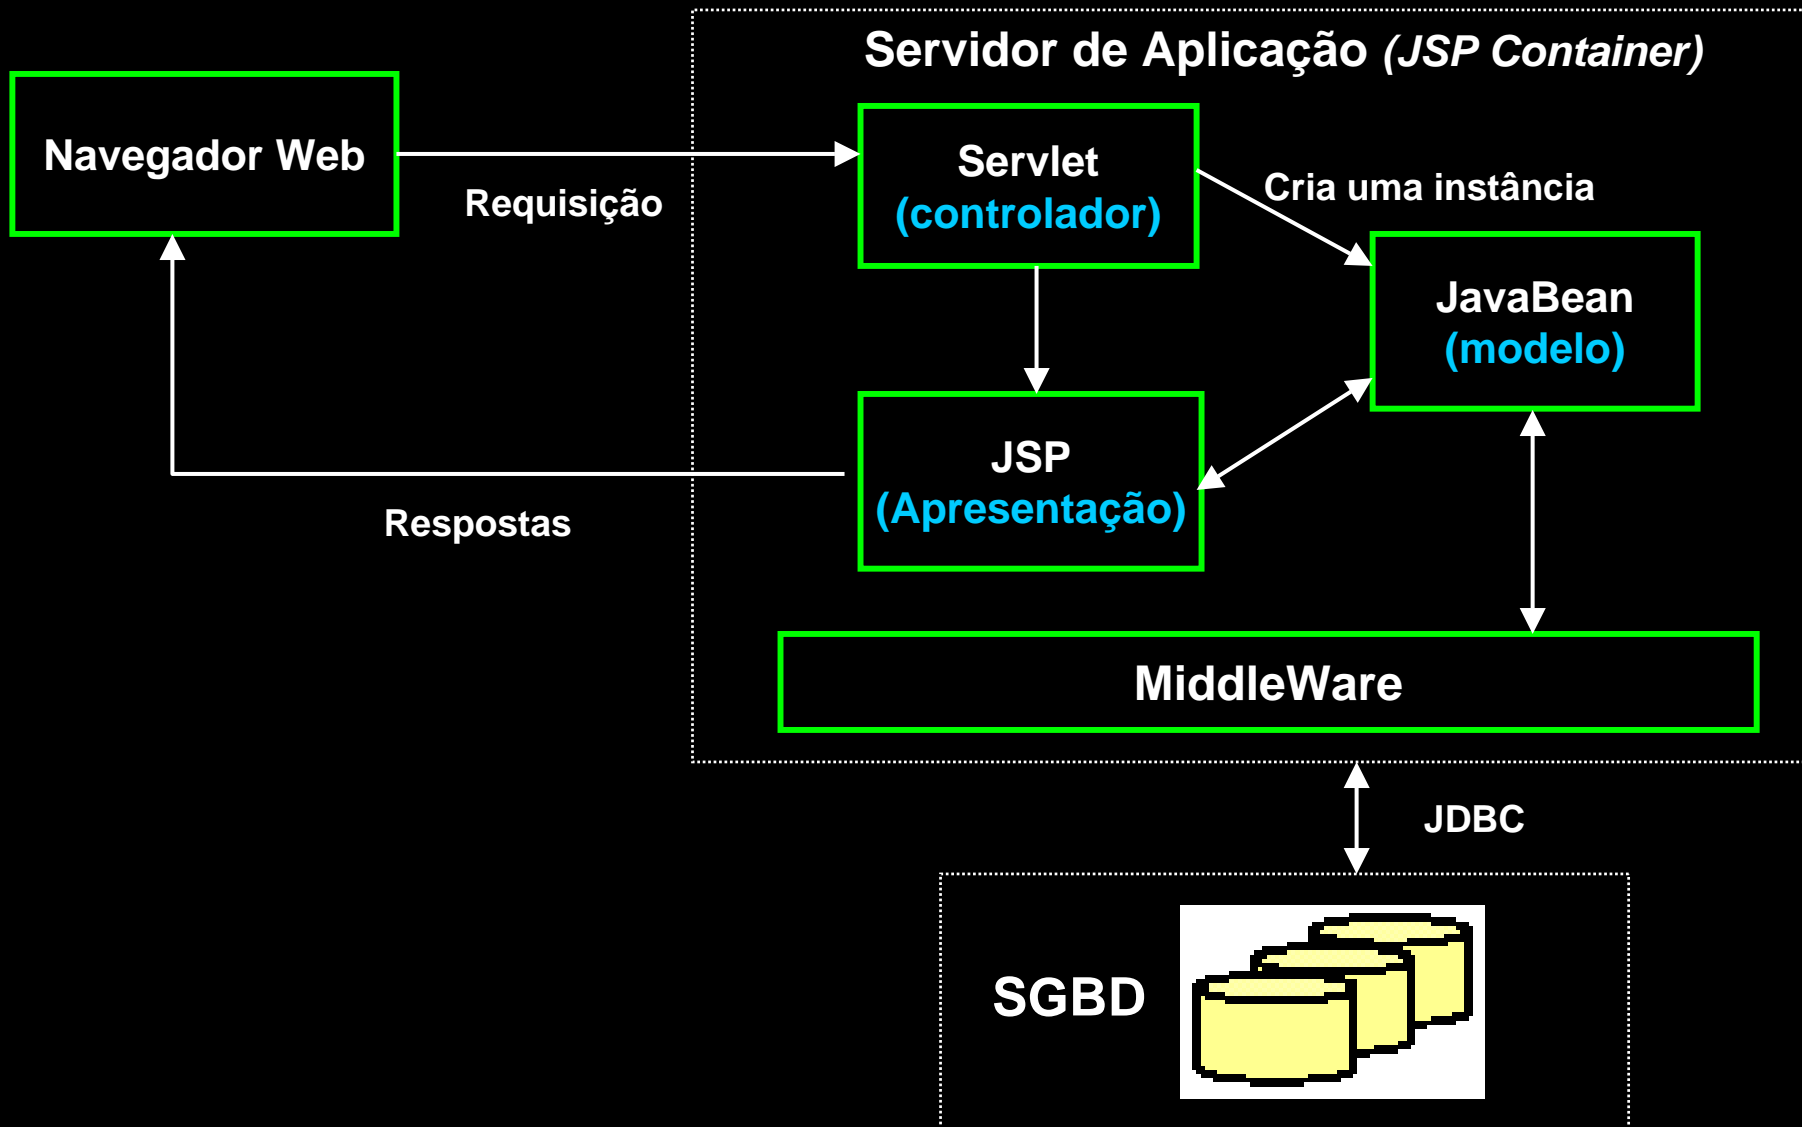 Servidor de Aplicação (JSP Container)
Navegador Web
Requisição
Servlet
(controlador)
Cria uma instância
JavaBean
(modelo)
JSP
(Apresentação)
Respostas
MiddleWare
JDBC
SGBD